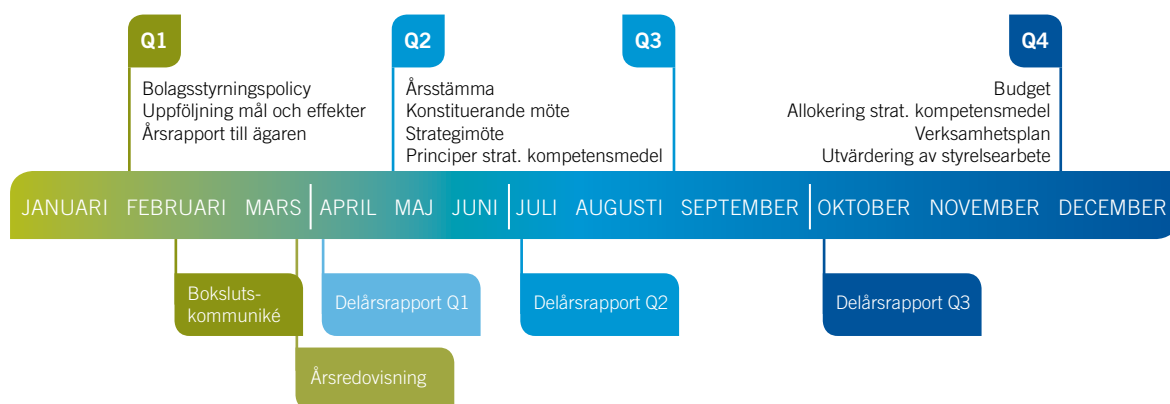 Q1
Bolagsstyrningspolicy
Uppföljning mål och effekter
Årsrapport till ägaren
Q2
Årsstämma
Konstituerande möte
Strategimöte
Principer strat. kompetensmedel
Q3
Q4
Budget
Allokering strat. kompetensmedel
Verksamhetsplan
Utvärdering av styrelsearbete
JANUARI FEBRUARI MARS APRIL MAJ JUNI JULI AUGUSTI SEPTEMBER OKTOBER NOVEMBER DECEMBER
Boksluts-
kommuniké
Delårsrapport Q1
Delårsrapport Q2
Delårsrapport Q3
Årsredovisning